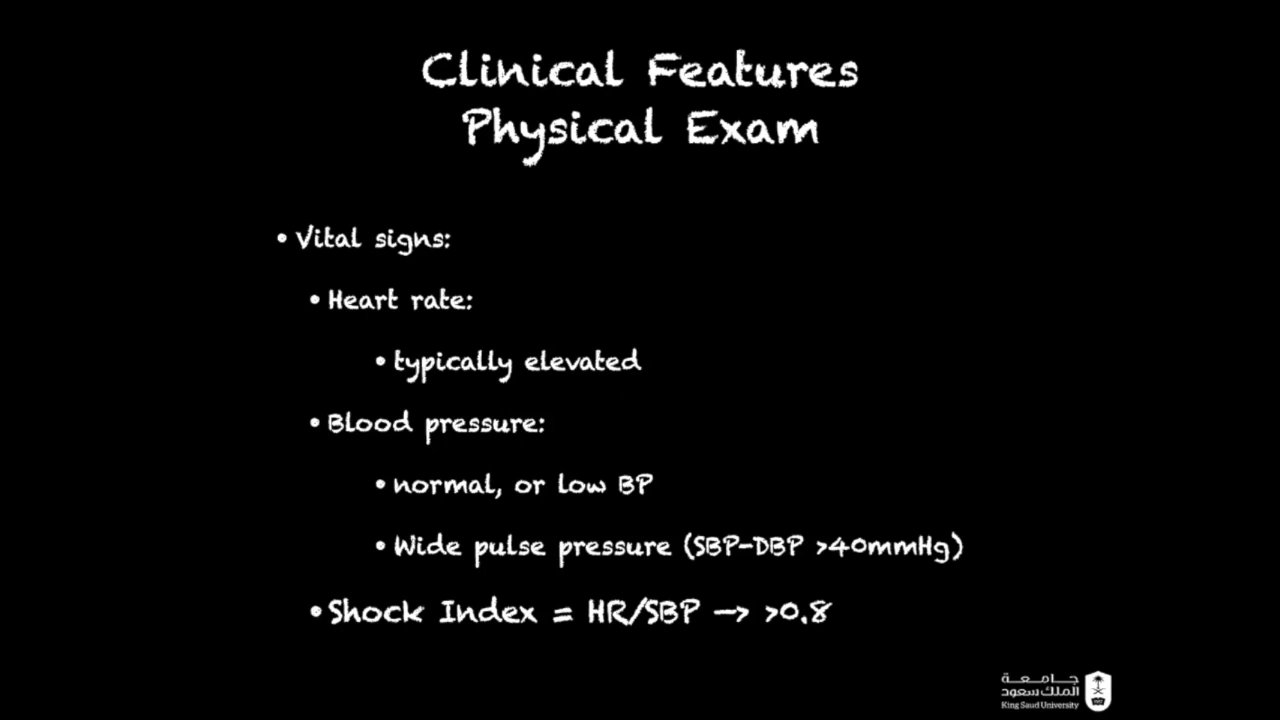 Clinical Features
Physical Exam
• Vital signs:
• Heart rate:
• typically elevated
• Blood pressure:
• normal, or low BP
• Wide pulse pressure (SBP-DBP >40mmHg)
• Shock Index = HR/SBP –> >0.8
جــامـعــة
الملك سعود
King Saud University